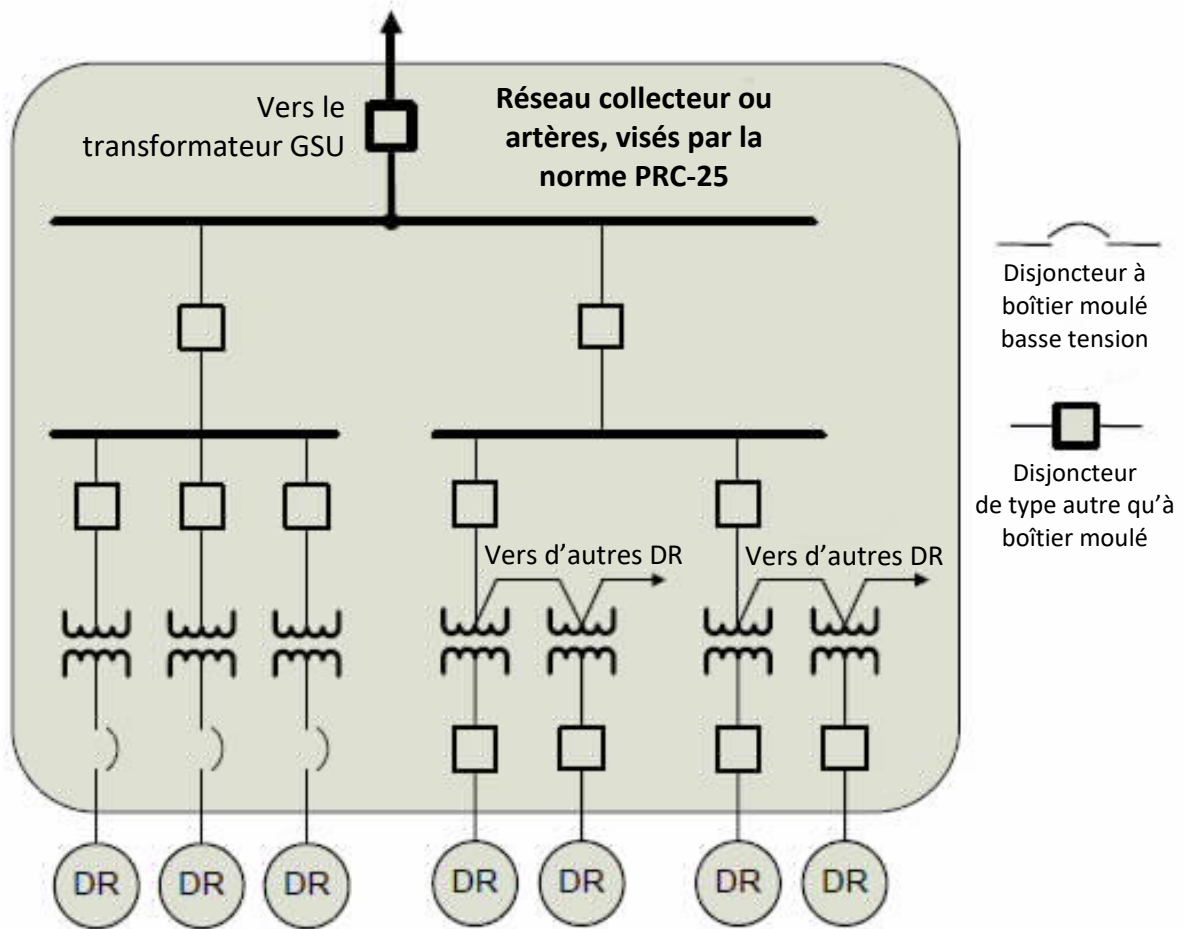 Vers le
transformateur GSU
Réseau collecteur ou
artères, visés par la
norme PRC-25
Disjoncteur à
boîtier moulé
basse tension
Disjoncteur
de type autre qu’à
boîtier moulé
Vers d’autres DR
Vers d’autres DR
DR
DR
DR
DR
DR
DR
DR